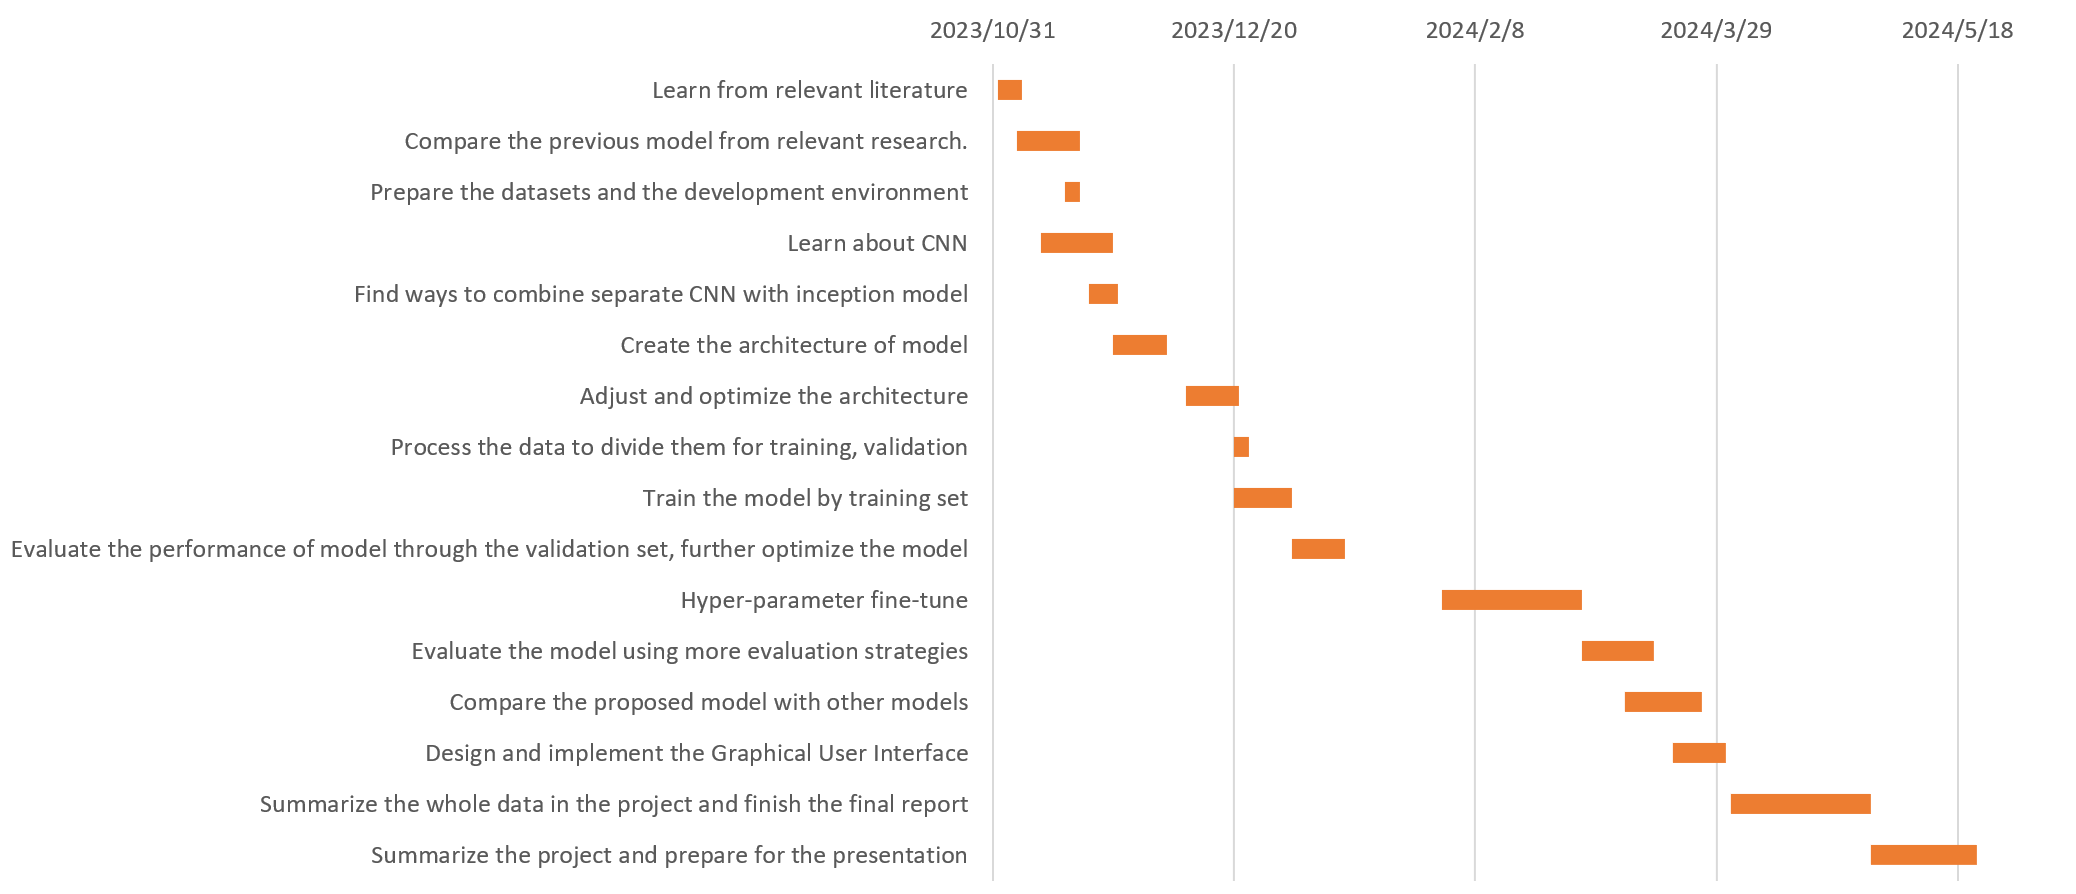 2023/10/31 2023/12/20 2024/2/8 2024/3/29 2024/5/18
Learn from relevant literature
Compare the previous model from relevant research.
Prepare the datasets and the development environment
Learn about CNN
Find ways to combine separate CNN with inception model
Create the architecture of model
Adjust and optimize the architecture
Process the data to divide them for training, validation
Train the model by training set
Evaluate the performance of model through the validation set, further optimize the model
Hyper-parameter fine-tune
Evaluate the model using more evaluation strategies
Compare the proposed model with other models
Design and implement the Graphical User Interface
Summarize the whole data in the project and finish the final report
Summarize the project and prepare for the presentation